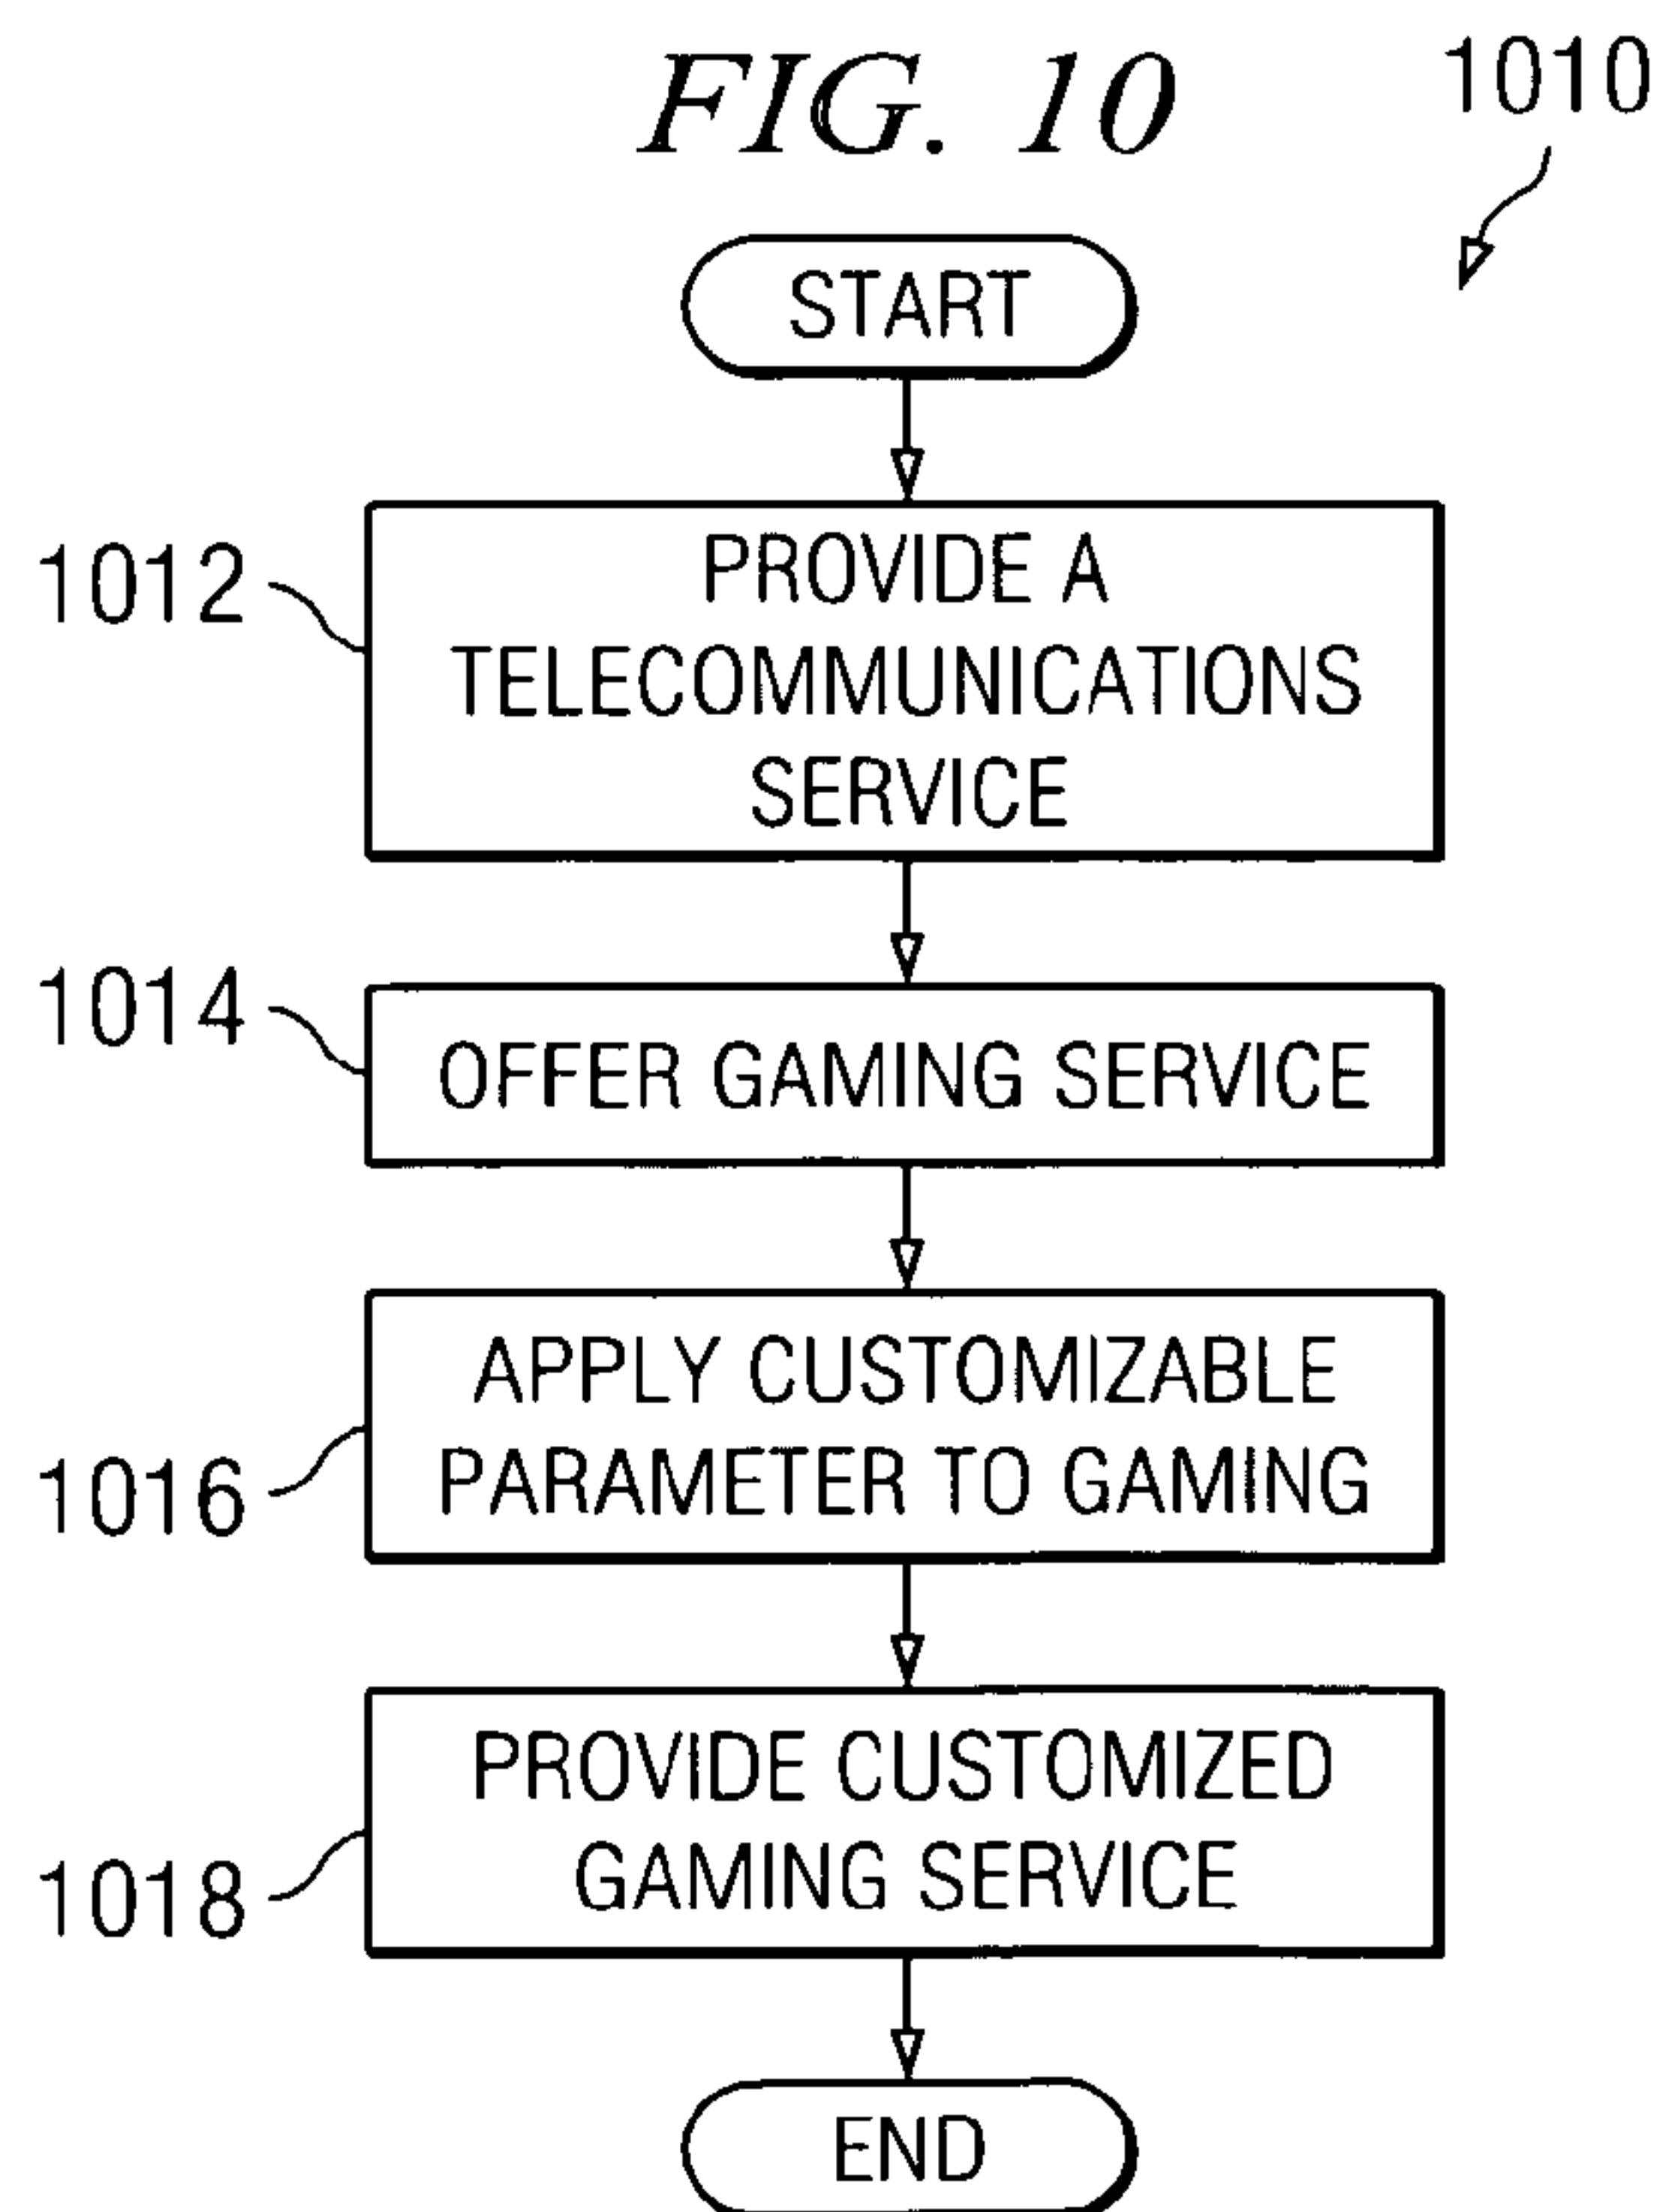 FIG. 10
1010
START
1012
PROVIDE A
TELECOMMUNICATIONS
SERVICE
1014
OFFER GAMING SERVICE
1016
APPLY CUSTOMIZABLE
PARAMETER TO GAMING
1018
PROVIDE CUSTOMIZED
GAMING SERVICE
END